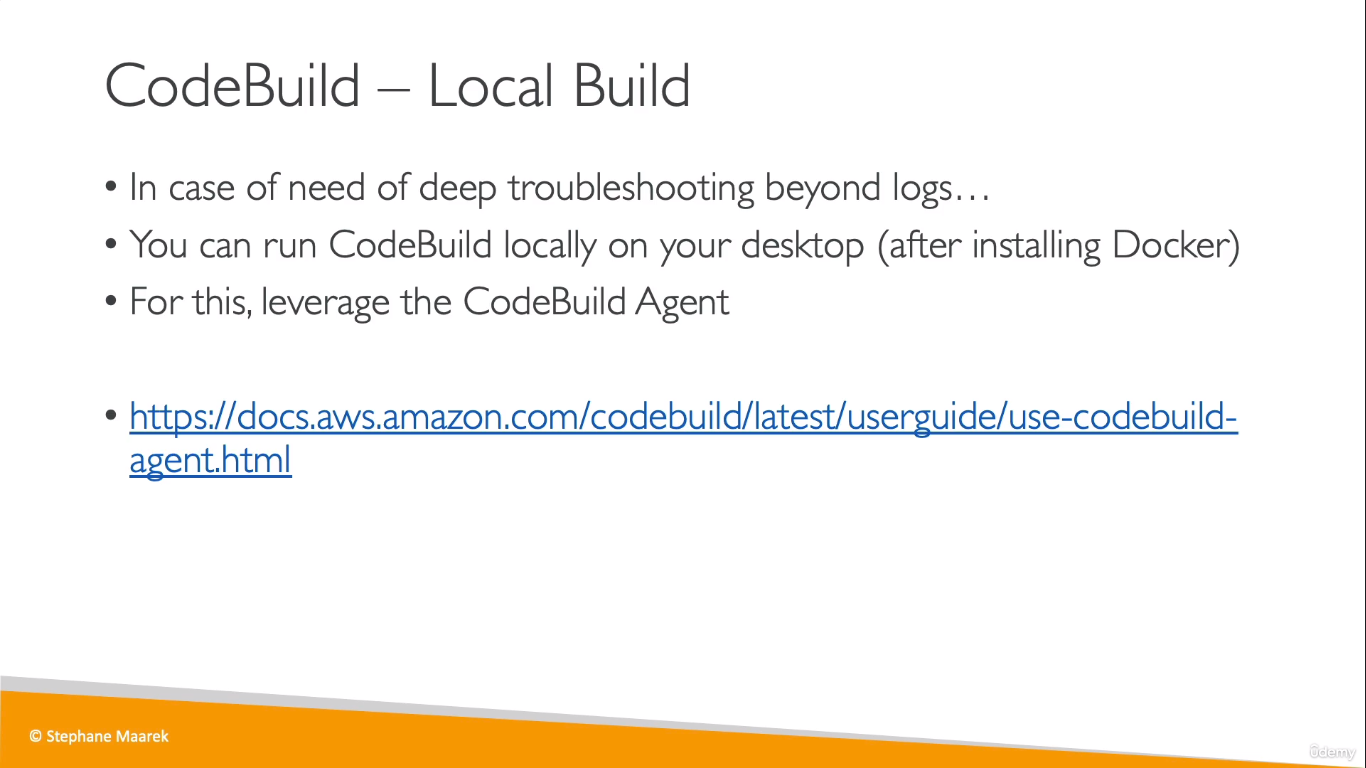 CodeBuild – Local Build
• In case of need of deep troubleshooting beyond logs…
• You can run CodeBuild locally on your desktop (after installing Docker)
• For this, leverage the CodeBuild Agent
• https://docs.aws.amazon.com/codebuild/latest/userguide/use-codebuild-
agent.html
© Stephane Maarek
ûdemy